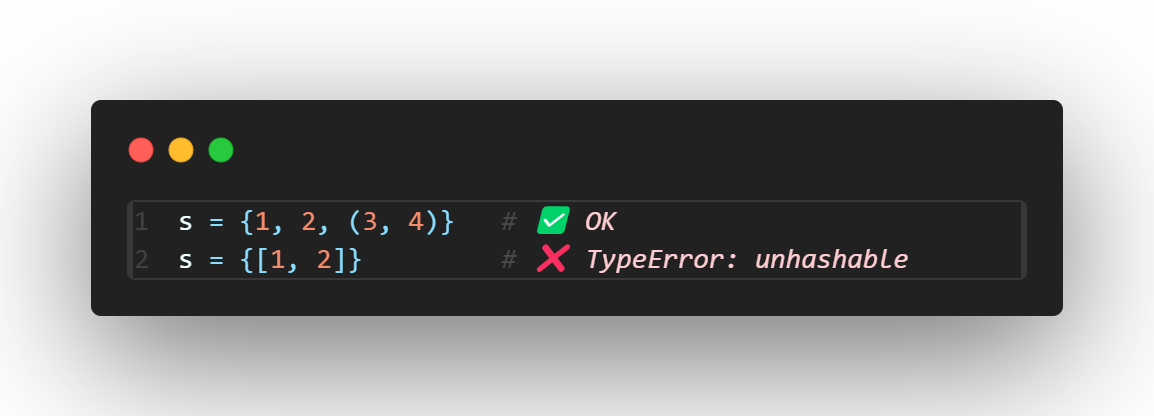 1 s = {1, 2, (3, 4)} # ✅ OK
2 s = {[1, 2]} # ❌ TypeError: unhashable